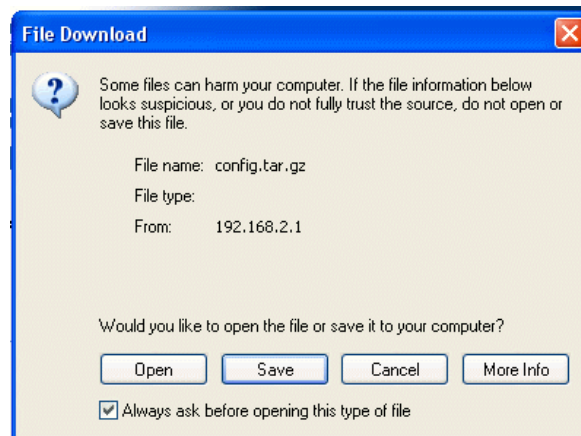 File Download
Some files can harm your computer. If the file information below
looks suspicious, or you do not fully trust the source, do not open or
save this file.
File name: config.tar.gz
File type:
From: 192.168.2.1
Would you like to open the file or save it to your computer?
Open Save Cancel More Info
Always ask before opening this type of file